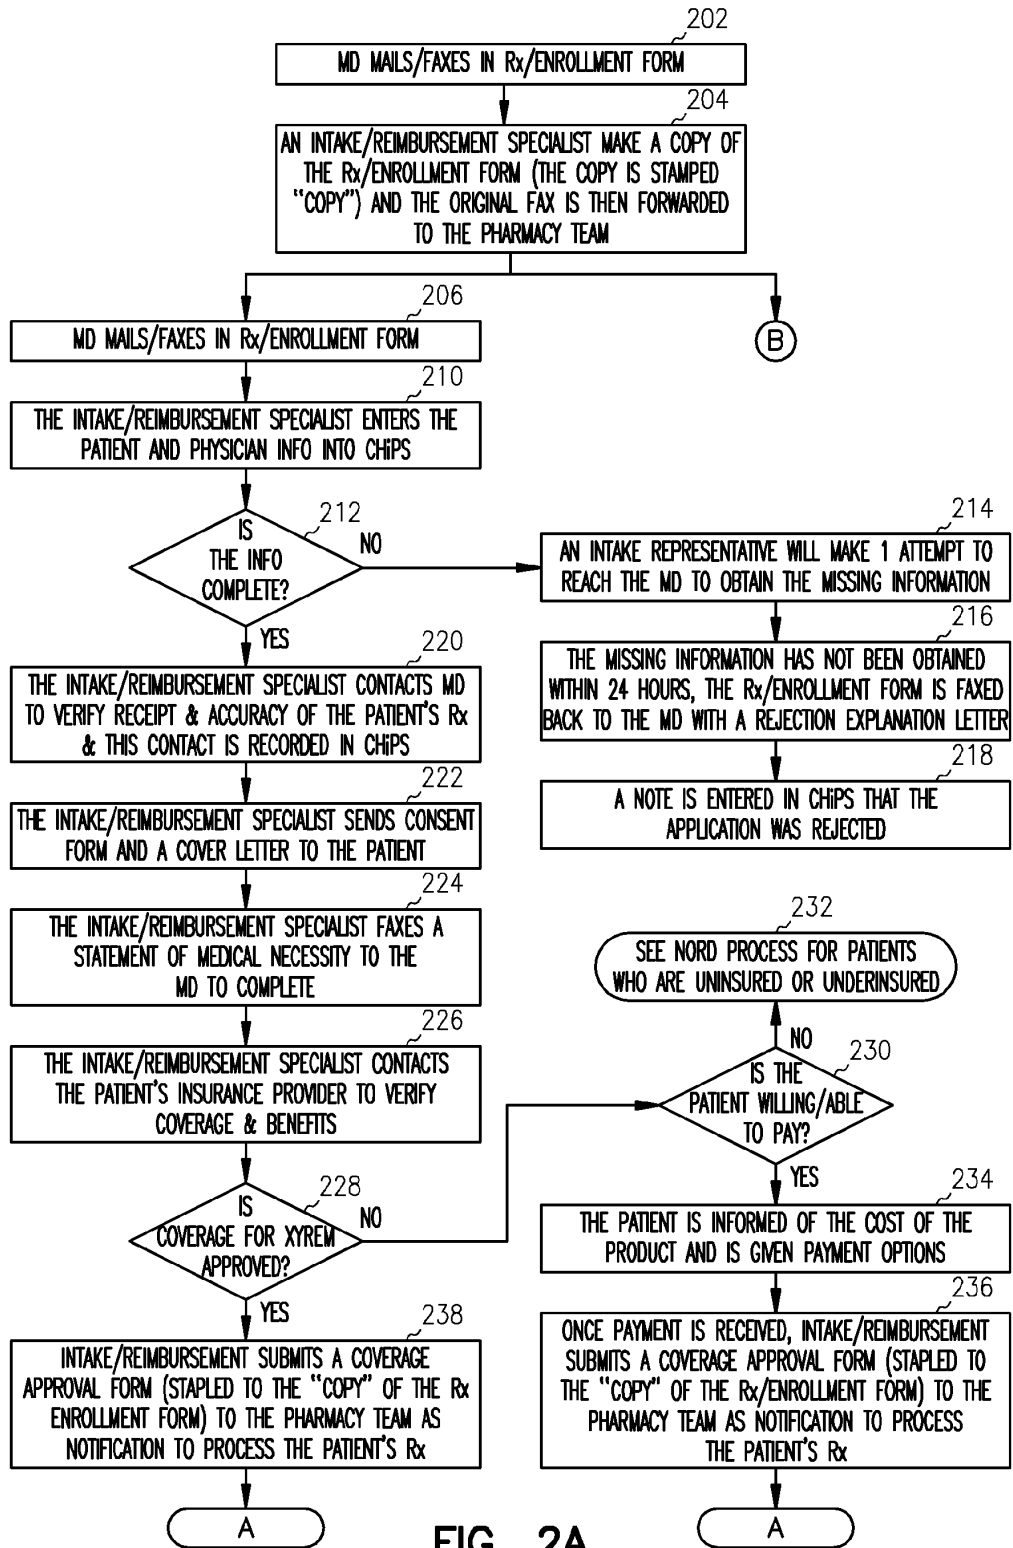 202
MD MAILS/FAXES IN Rx/ENROLLMENT FORM
204
AN INTAKE/REIMBURSEMENT SPECIALIST MAKE A COPY OF
THE Rx/ENROLLMENT FORM (THE COPY IS STAMPED
"COPY") AND THE ORIGINAL FAX IS THEN FORWARDED
TO THE PHARMACY TEAM
206
MD MAILS/FAXES IN Rx/ENROLLMENT FORM
B
210
THE INTAKE/REIMBURSEMENT SPECIALIST ENTERS THE
PATIENT AND PHYSICIAN INFO INTO CHiPS
212
IS
THE INFO
COMPLETE?
NO
YES
214
AN INTAKE REPRESENTATIVE WILL MAKE 1 ATTEMPT TO
REACH THE MD TO OBTAIN THE MISSING INFORMATION
216
THE MISSING INFORMATION HAS NOT BEEN OBTAINED
WITHIN 24 HOURS, THE Rx/ENROLLMENT FORM IS FAXED
BACK TO THE MD WITH A REJECTION EXPLANATION LETTER
218
A NOTE IS ENTERED IN CHiPS THAT THE
APPLICATION WAS REJECTED
220
THE INTAKE/REIMBURSEMENT SPECIALIST CONTACTS MD
TO VERIFY RECEIPT & ACCURACY OF THE PATIENT'S Rx
& THIS CONTACT IS RECORDED IN CHiPS
222
THE INTAKE/REIMBURSEMENT SPECIALIST SENDS CONSENT
FORM AND A COVER LETTER TO THE PATIENT
224
THE INTAKE/REIMBURSEMENT SPECIALIST FAXES A
STATEMENT OF MEDICAL NECESSITY TO THE
MD TO COMPLETE
226
THE INTAKE/REIMBURSEMENT SPECIALIST CONTACTS
THE PATIENT'S INSURANCE PROVIDER TO VERIFY
COVERAGE & BENEFITS
228
IS
COVERAGE FOR XYREM
APPROVED?
NO
YES
232
SEE NORD PROCESS FOR PATIENTS
WHO ARE UNINSURED OR UNDERINSURED
NO
230
IS THE
PATIENT WILLING/ABLE
TO PAY?
YES
234
THE PATIENT IS INFORMED OF THE COST OF THE
PRODUCT AND IS GIVEN PAYMENT OPTIONS
236
ONCE PAYMENT IS RECEIVED, INTAKE/REIMBURSEMENT
SUBMITS A COVERAGE APPROVAL FORM (STAPLED TO
THE "COPY" OF THE Rx/ENROLLMENT FORM) TO THE
PHARMACY TEAM AS NOTIFICATION TO PROCESS
THE PATIENT'S Rx
A
238
INTAKE/REIMBURSEMENT SUBMITS A COVERAGE
APPROVAL FORM (STAPLED TO THE "COPY" OF THE Rx
ENROLLMENT FORM) TO THE PHARMACY TEAM AS
NOTIFICATION TO PROCESS THE PATIENT'S Rx
A
FIG. 2A